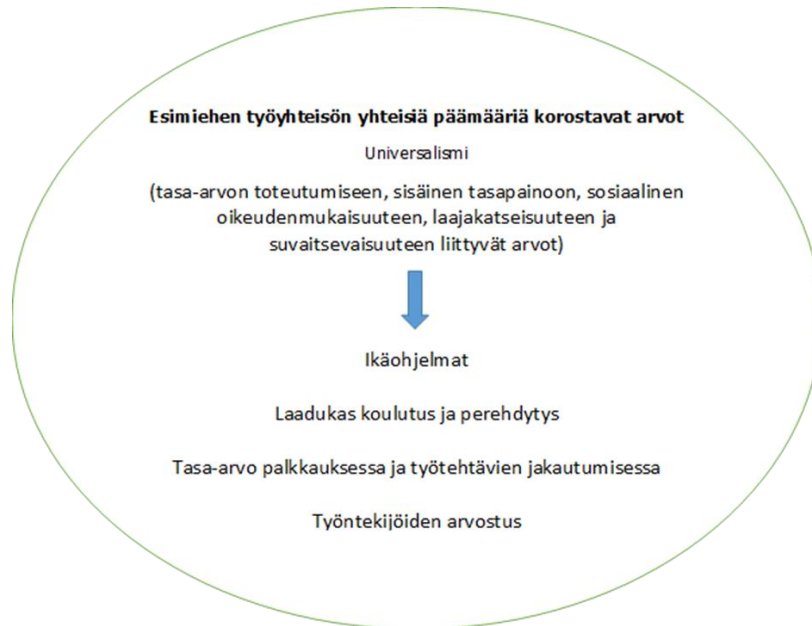 Esimiehen työyhteisön yhteisiä päämääriä korostavat arvot
Universalismi
(tasa-arvon toteutumiseen, sisäinen tasapainoon, sosiaalinen
oikeudenmukaisuuteen, laajakatseisuuteen ja
suvaitsevaisuuteen liittyvät arvot)
Ikäohjelmat
Laadukas koulutus ja perehdytys
Tasa-arvo palkkauksessa ja työtehtävien jakautumisessa
Työntekijöiden arvostus